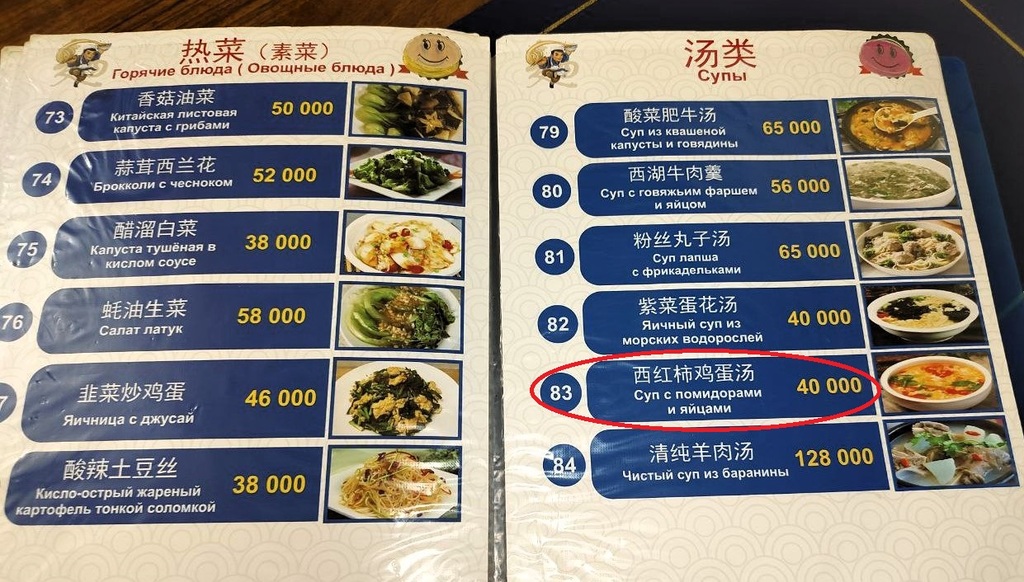 热菜（素菜）
Горячие блюда ( Овощные блюда )
73
香菇油菜
Китайская листовая
капуста с грибами
50 000
74
蒜茸西兰花
Брокколи с чесноком
52 000
75
醋溜白菜
Капуста тушёная в
кислом соусе
38 000
76
蚝油生菜
Салат латук
58 000
7
韭菜炒鸡蛋
Яичница с джусай
46 000
酸辣土豆丝
Кисло-острый жареный
картофель тонкой соломкой
38 000
汤类
Супы
79
酸菜肥牛汤
Суп из квашеной
капусты и говядины
65 000
80
西湖牛肉羹
Суп с говяжьим фаршем
и яйцом
56 000
81
粉丝丸子汤
Суп лапша
с фрикадельками
65 000
82
紫菜蛋花汤
Яичный суп из
морских водорослей
40 000
83
西红柿鸡蛋汤
Суп с помидорами
и яйцами
40 000
84
清纯羊肉汤
Чистый суп из баранины
128 000